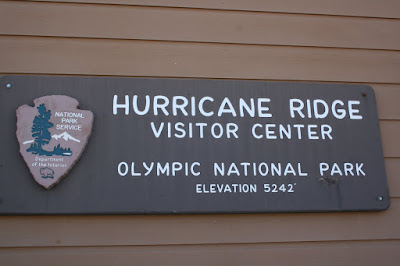 NATIONAL
PARK
SERVICE
Department
of the Interior
HURRICANE RIDGE
VISITOR CENTER
OLYMPIC NATIONAL PARK
ELEVATION 5242'